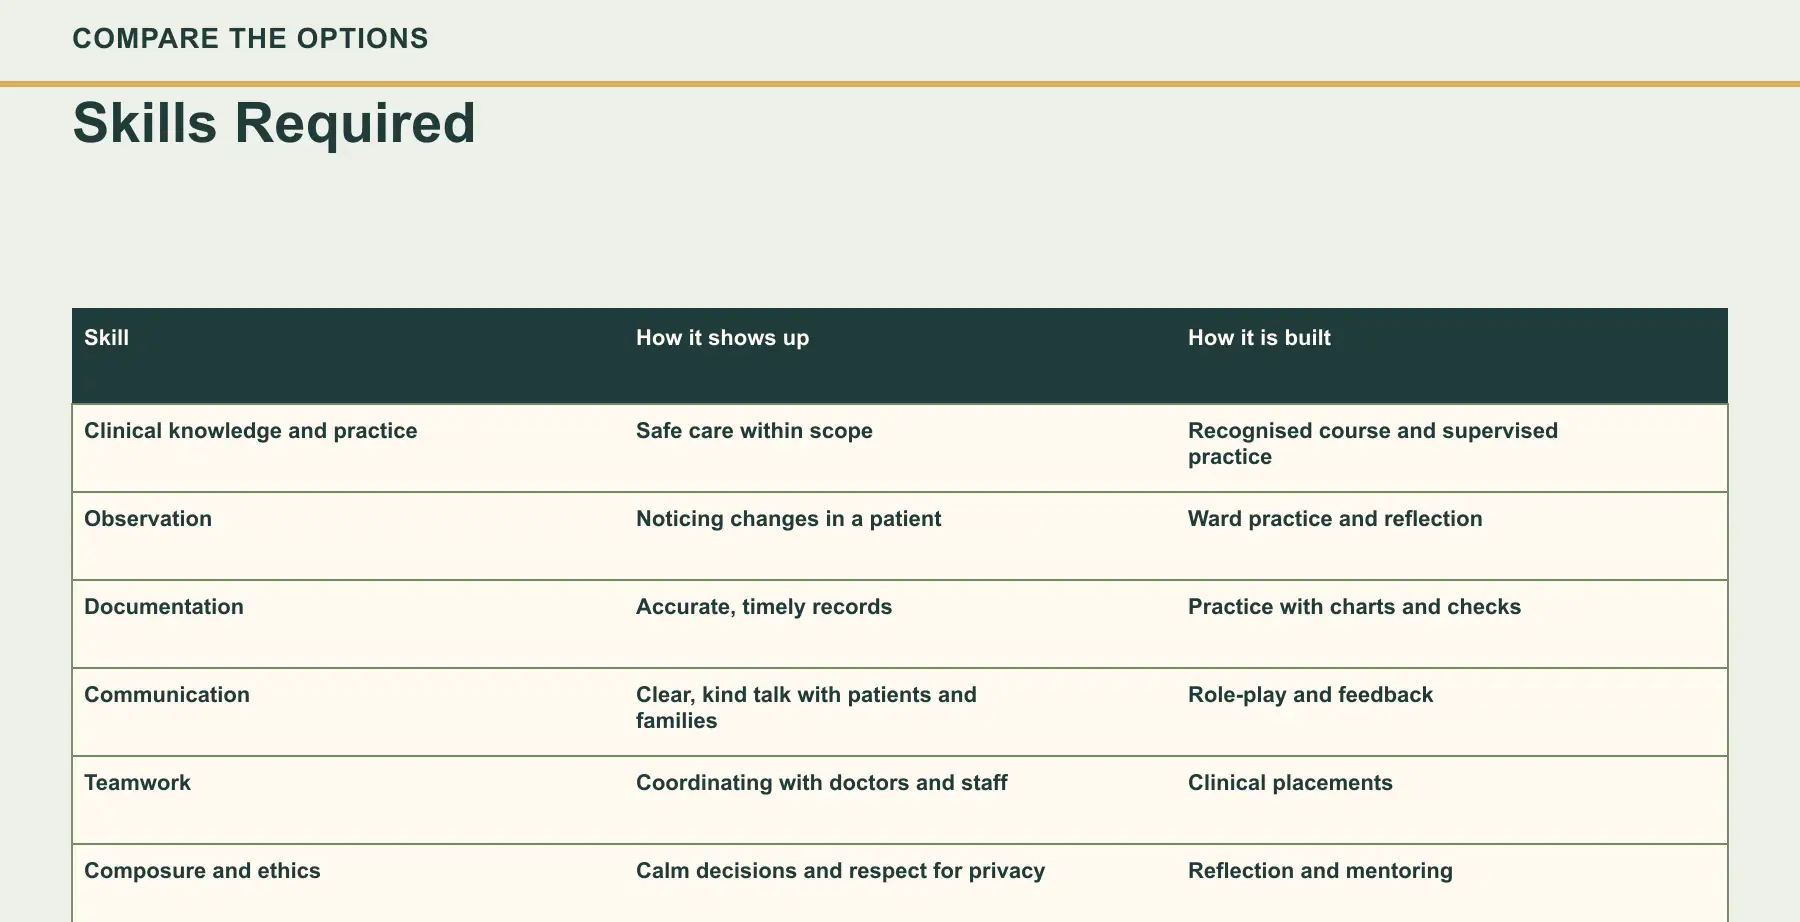 COMPARE THE OPTIONS
Skills Required
Skill How it shows up How it is built
Clinical knowledge and practice Safe care within scope Recognised course and supervised
practice
Observation Noticing changes in a patient Ward practice and reflection
Documentation Accurate, timely records Practice with charts and checks
Communication Clear, kind talk with patients and Role-play and feedback
families
Teamwork Coordinating with doctors and staff Clinical placements
Composure and ethics Calm decisions and respect for privacy Reflection and mentoring